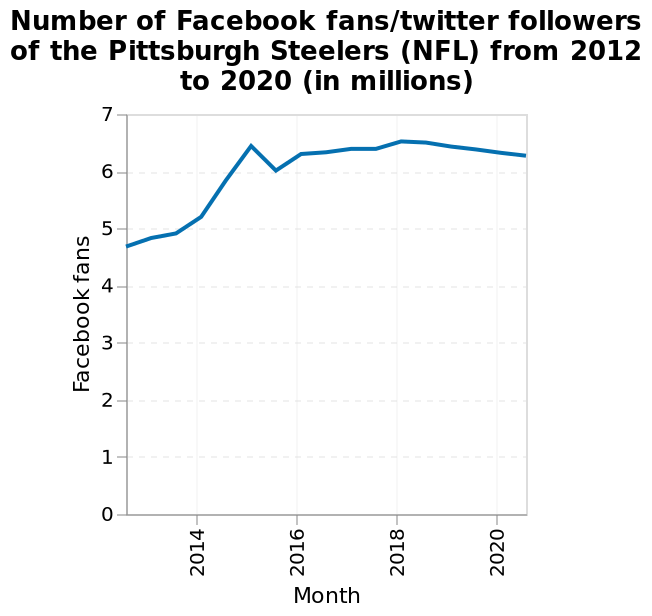 Number of Facebook fans/twitter followers
of the Pittsburgh Steelers (NFL) from 2012
to 2020 (in millions)
7
6
5
4
3
2
1
0
Facebook fans
2014
2016
2018
2020
Month